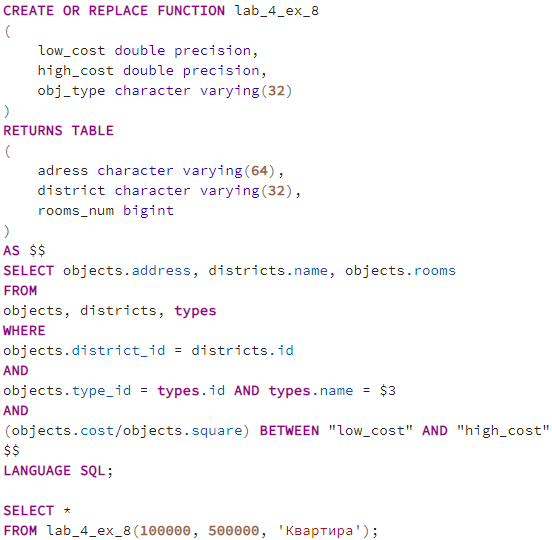 CREATE OR REPLACE FUNCTION lab_4_ex_8
(
    low_cost double precision,
    high_cost double precision,
    obj_type character varying(32)
)
RETURNS TABLE
(
    adress character varying(64),
    district character varying(32),
    rooms_num bigint
)
AS $$
SELECT objects.address, districts.name, objects.rooms
FROM
objects, districts, types
WHERE
objects.district_id = districts.id
AND
objects.type_id = types.id AND types.name = $3
AND
(objects.cost/objects.square) BETWEEN "low_cost" AND "high_cost"
$$
LANGUAGE SQL;

SELECT *
FROM lab_4_ex_8(100000, 500000, 'Квартира');